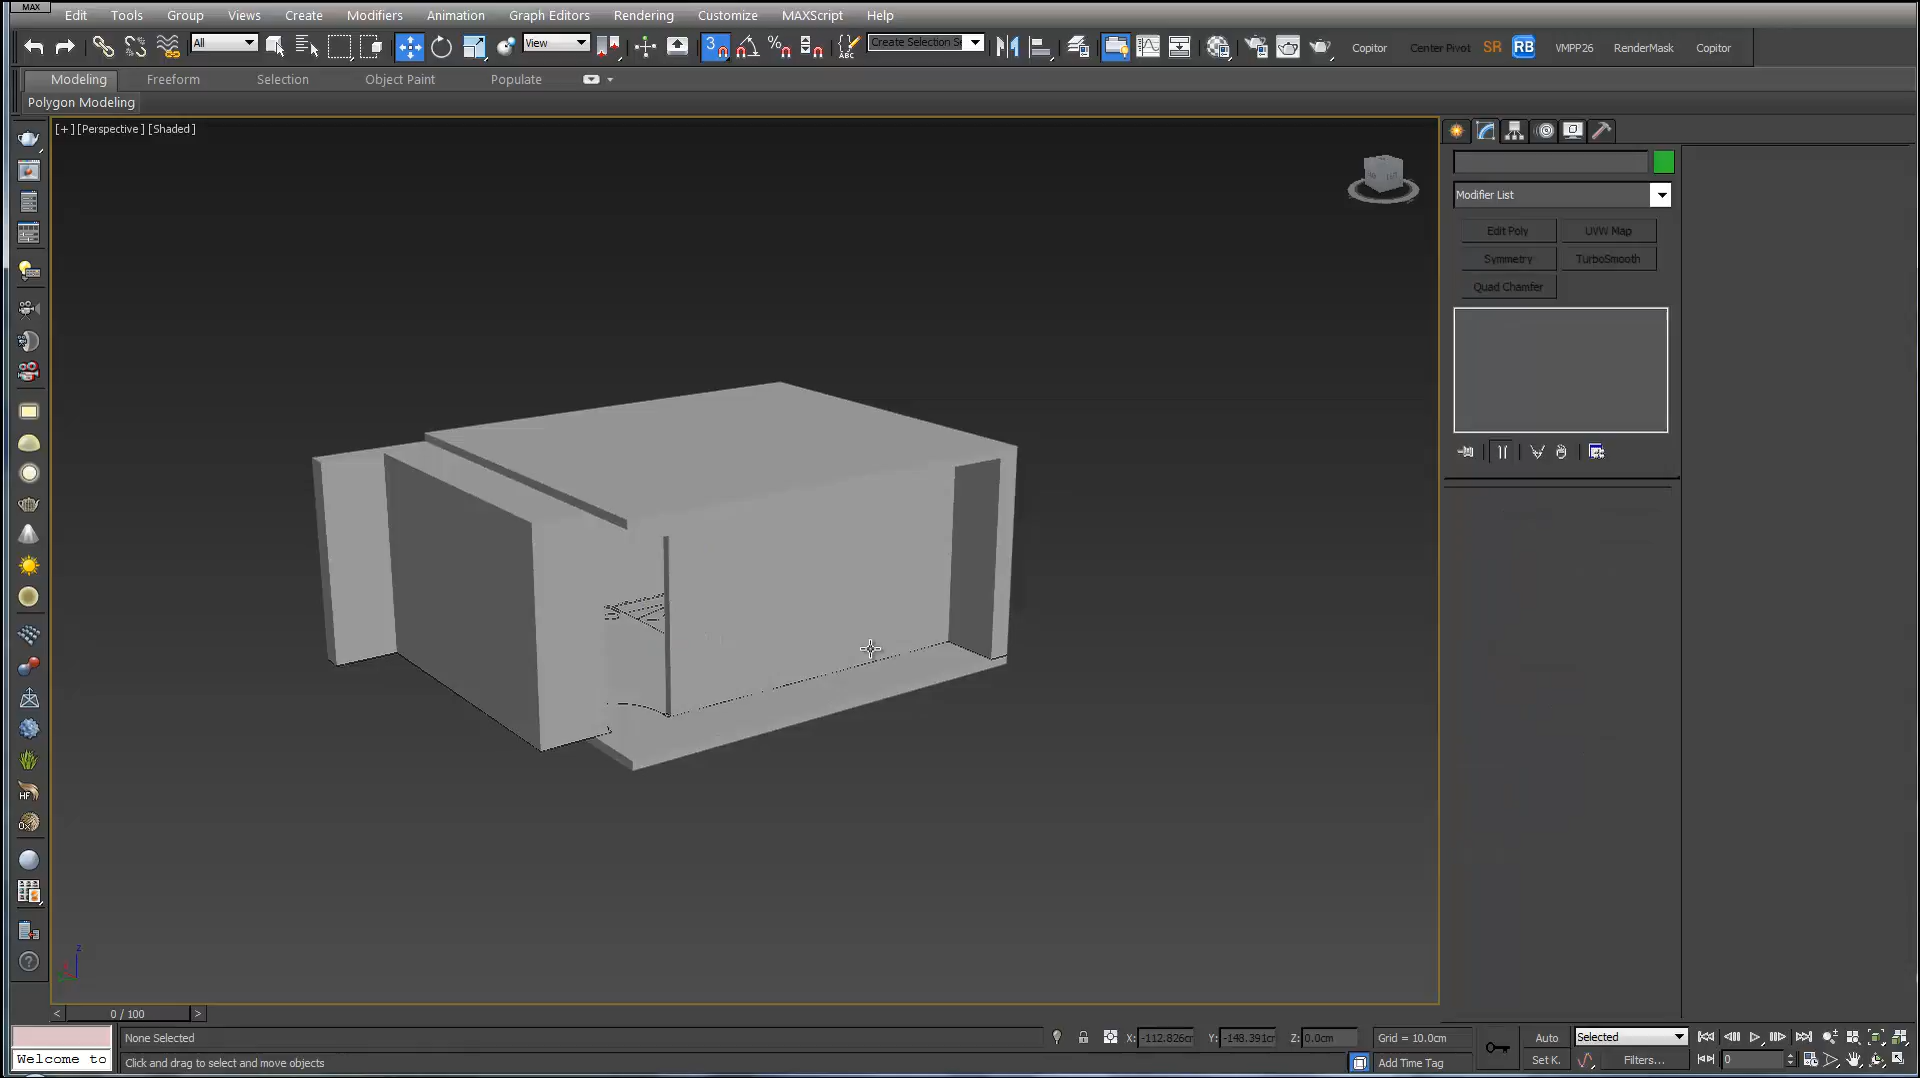 MAX
Edit Tools Group Views Create Modifiers Animation Graph Editors Rendering Customize MAXScript Help
All View 3 Create Selection Se Copitor Center Pivot SR RB VMPP26 RenderMask Copitor
Modeling Freeform Selection Object Paint Populate
Polygon Modeling
[+] [Perspective] [Shaded]
Modifier List
Edit Poly UVW Map
Symmetry TurboSmooth
Quad Chamfer
HF
z
< 0 / 100 >
None Selected X: -112.826cm Y: -148.391cm Z: 0.0cm Grid = 10.0cm Auto Selected
Welcome to Click and drag to select and move objects Add Time Tag Set K. Filters... 0